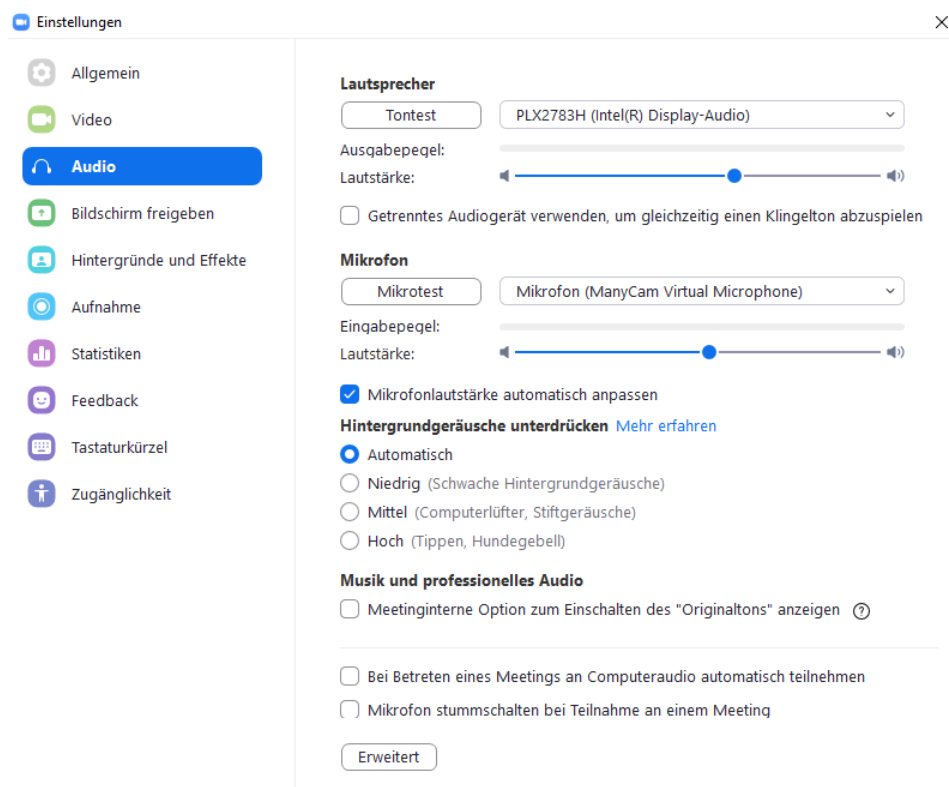 Einstellungen
Allgemein
Video
Audio
Bildschirm freigeben
Hintergründe und Effekte
Aufnahme
Statistiken
Feedback
Tastaturkürzel
Zugänglichkeit
Lautsprecher
Tontest PLX2783H (Intel(R) Display-Audio)
Ausgabepegel:
Lautstärke:
Getrenntes Audiogerät verwenden, um gleichzeitig einen Klingelton abzuspielen
Mikrofon
Mikrotest Mikrofon (ManyCam Virtual Microphone)
Eingabepegel:
Lautstärke:
Mikrofonlautstärke automatisch anpassen
Hintergrundgeräusche unterdrücken Mehr erfahren
Automatisch
Niedrig (Schwache Hintergrundgeräusche)
Mittel (Computerlüfter, Stiftgeräusche)
Hoch (Tippen, Hundegebell)
Musik und professionelles Audio
Meetinginterne Option zum Einschalten des "Originaltons" anzeigen ?
Bei Betreten eines Meetings an Computeraudio automatisch teilnehmen
Mikrofon stummschalten bei Teilnahme an einem Meeting
Erweitert